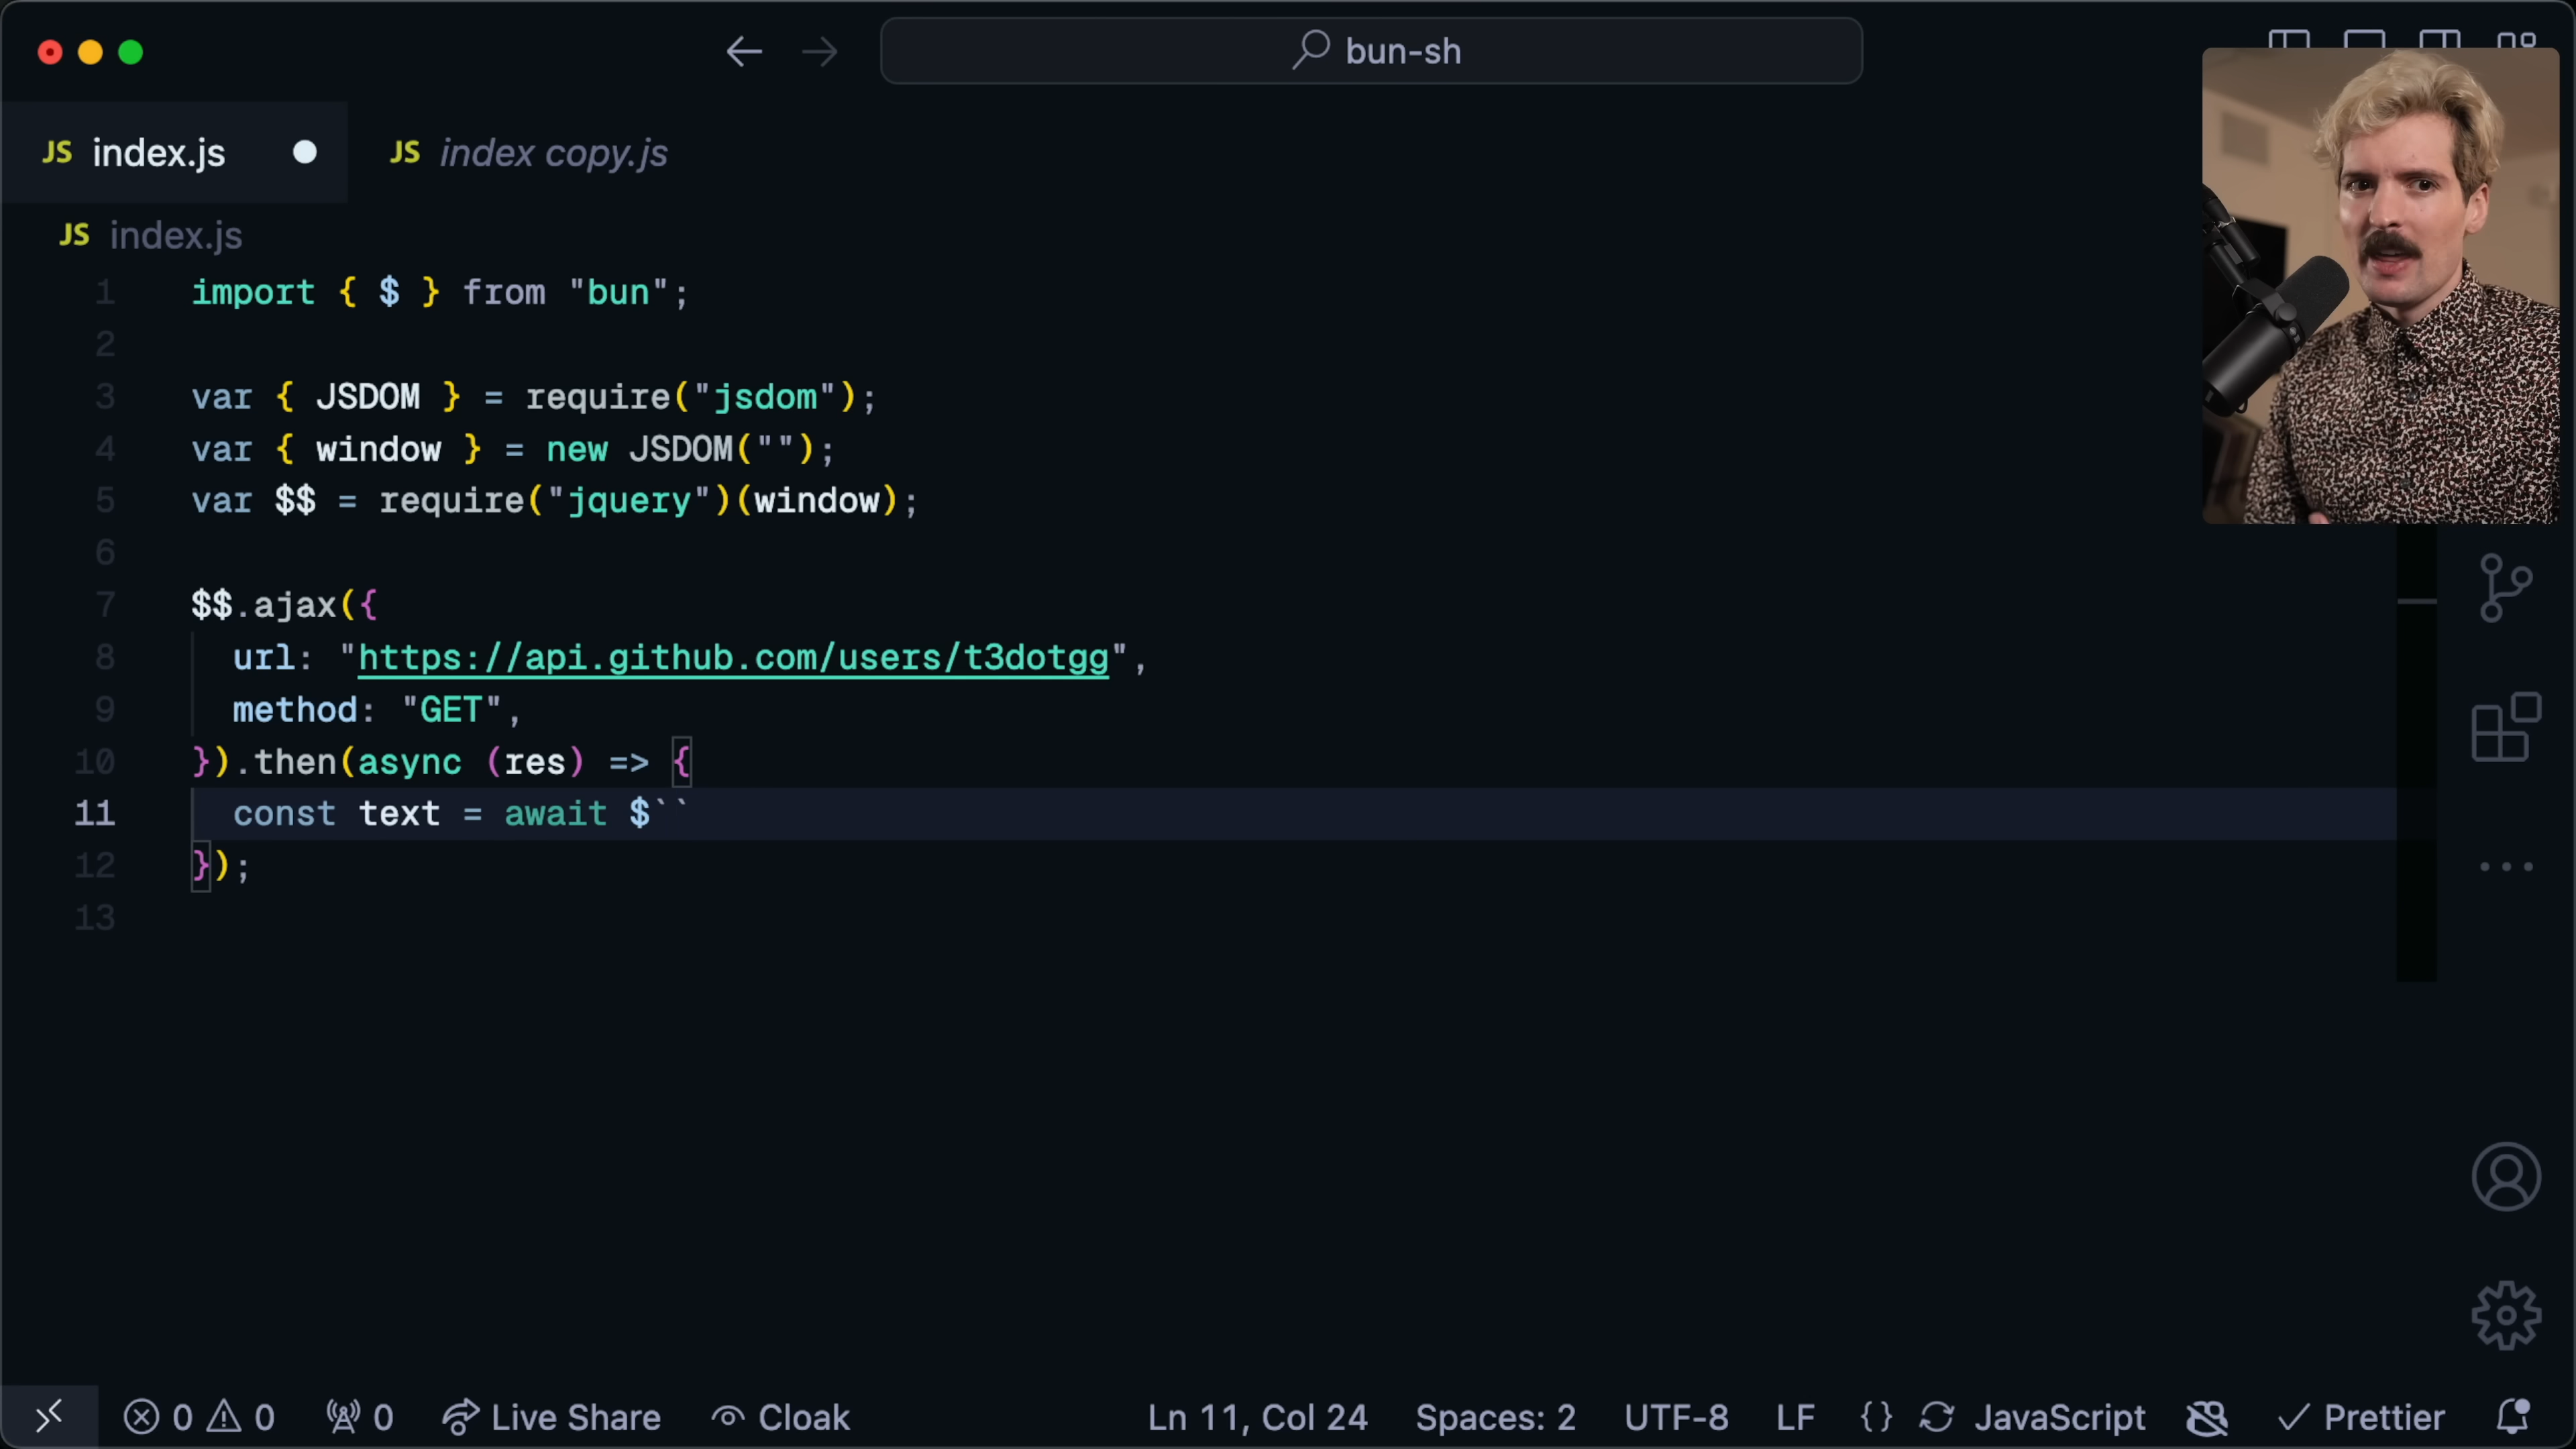 bun-sh
JS index.js JS index copy.js
JS index.js
1 import { $ } from "bun";
2
3 var { JSDOM } = require("jsdom");
4 var { window } = new JSDOM("");
5 var $$ = require("jquery")(window);
6
7 $$.ajax({
8 url: "https://api.github.com/users/t3dotgg",
9 method: "GET",
10 }).then(async (res) => {
11 const text = await $``
12 });
13
0 0 0 Live Share Cloak Ln 11, Col 24 Spaces: 2 UTF-8 LF {} JavaScript Prettier